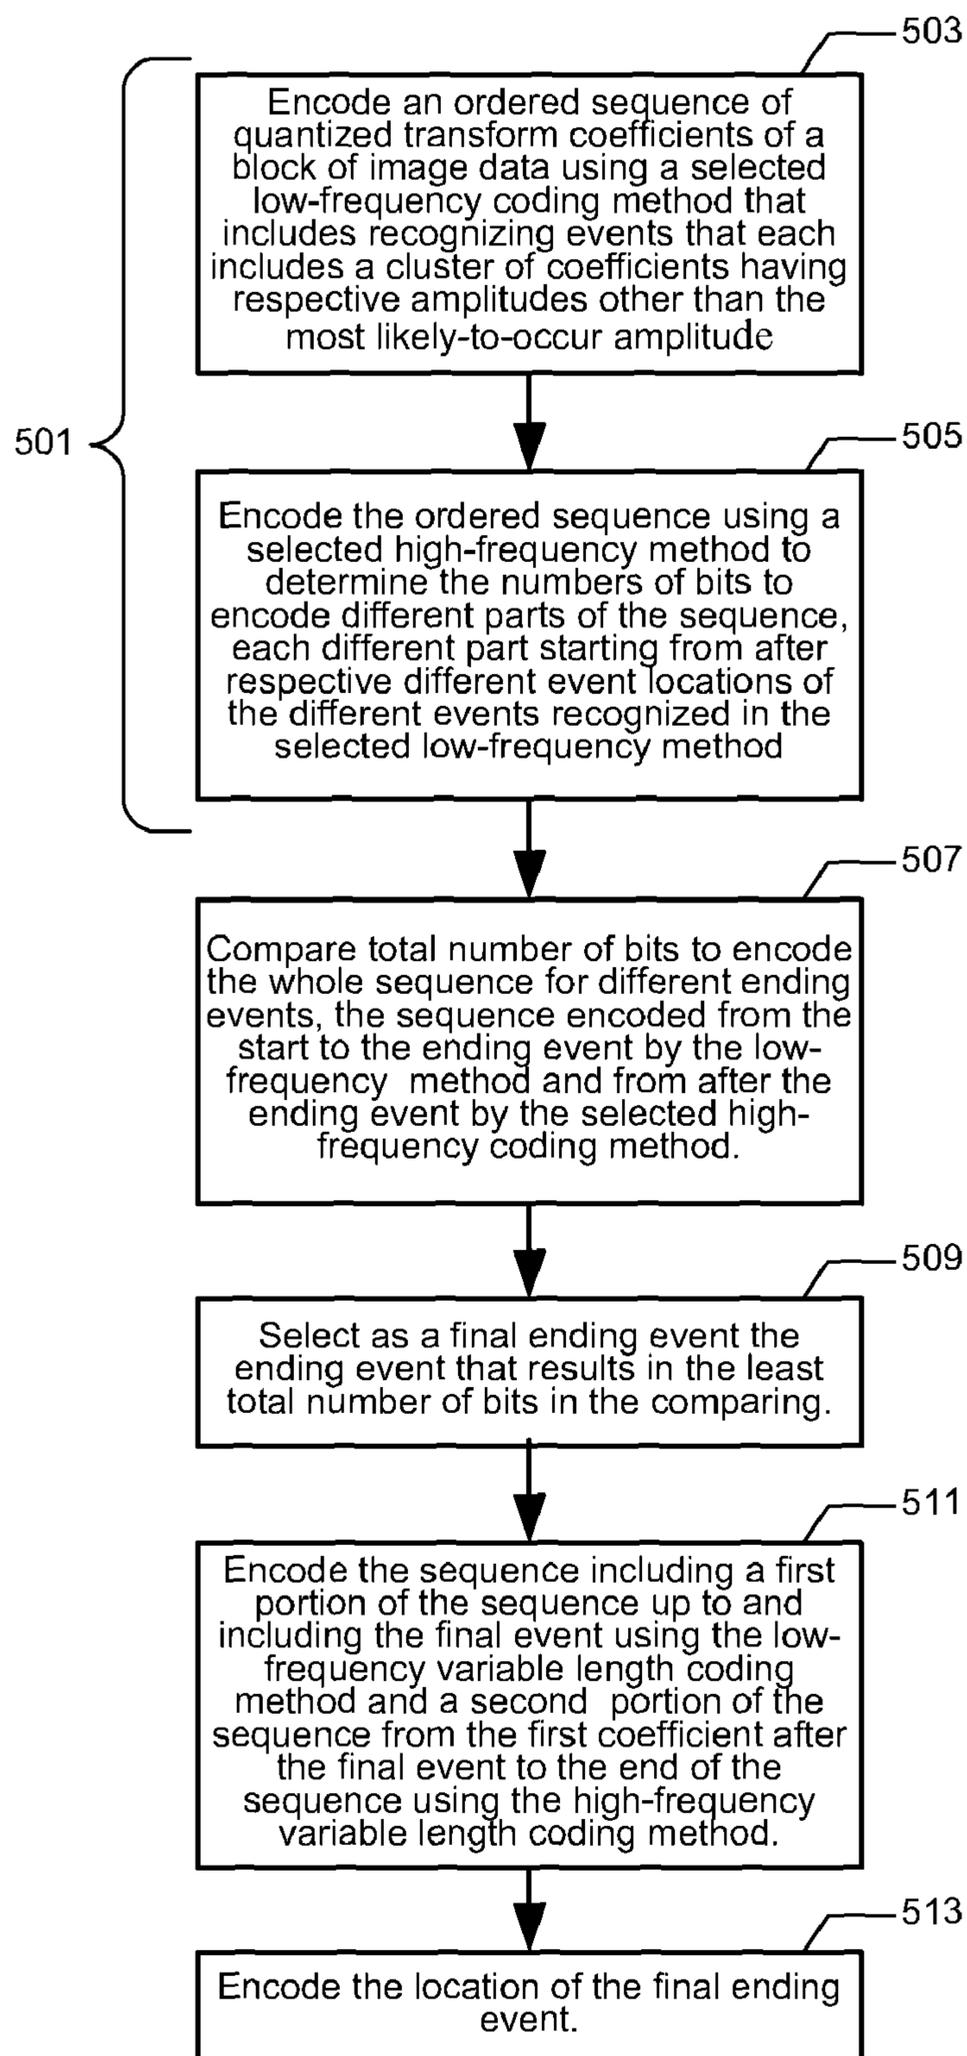 503
Encode an ordered sequence of
quantized transform coefficients of a
block of image data using a selected
low-frequency coding method that
includes recognizing events that each
includes a cluster of coefficients having
respective amplitudes other than the
most likely-to-occur amplitude
501
505
Encode the ordered sequence using a
selected high-frequency method to
determine the numbers of bits to
encode different parts of the sequence,
each different part starting from after
respective different event locations of
the different events recognized in the
selected low-frequency method
507
Compare total number of bits to encode
the whole sequence for different ending
events, the sequence encoded from the
start to the ending event by the low-
frequency method and from after the
ending event by the selected high-
frequency coding method.
509
Select as a final ending event the
ending event that results in the least
total number of bits in the comparing.
511
Encode the sequence including a first
portion of the sequence up to and
including the final event using the low-
frequency variable length coding
method and a second portion of the
sequence from the first coefficient after
the final event to the end of the
sequence using the high-frequency
variable length coding method.
513
Encode the location of the final ending
event.